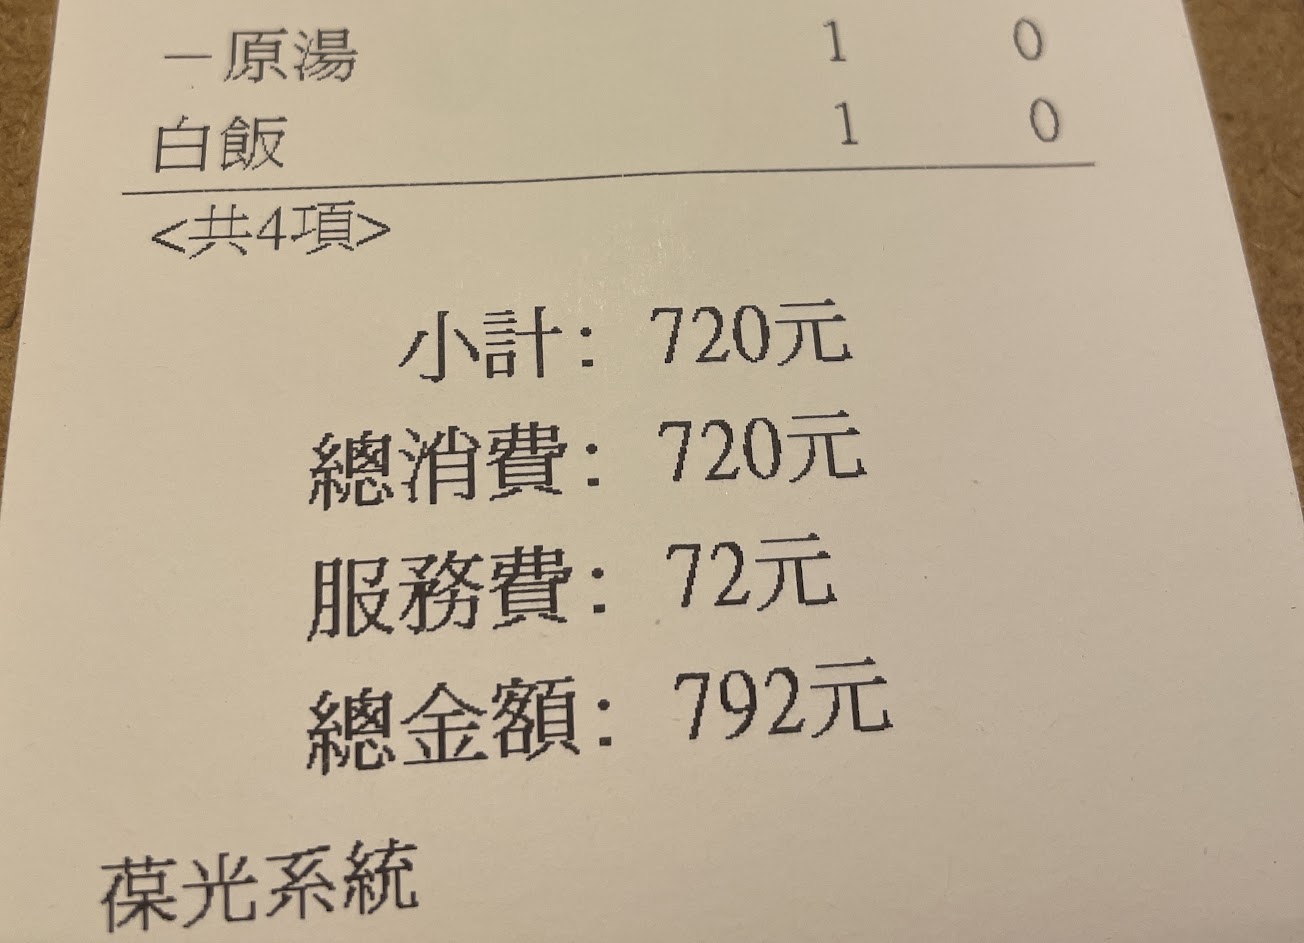 －原湯 1 0
白飯 1 0
<共4項>
小計: 720元
總消費: 720元
服務費: 72元
總金額: 792元
葆光系統